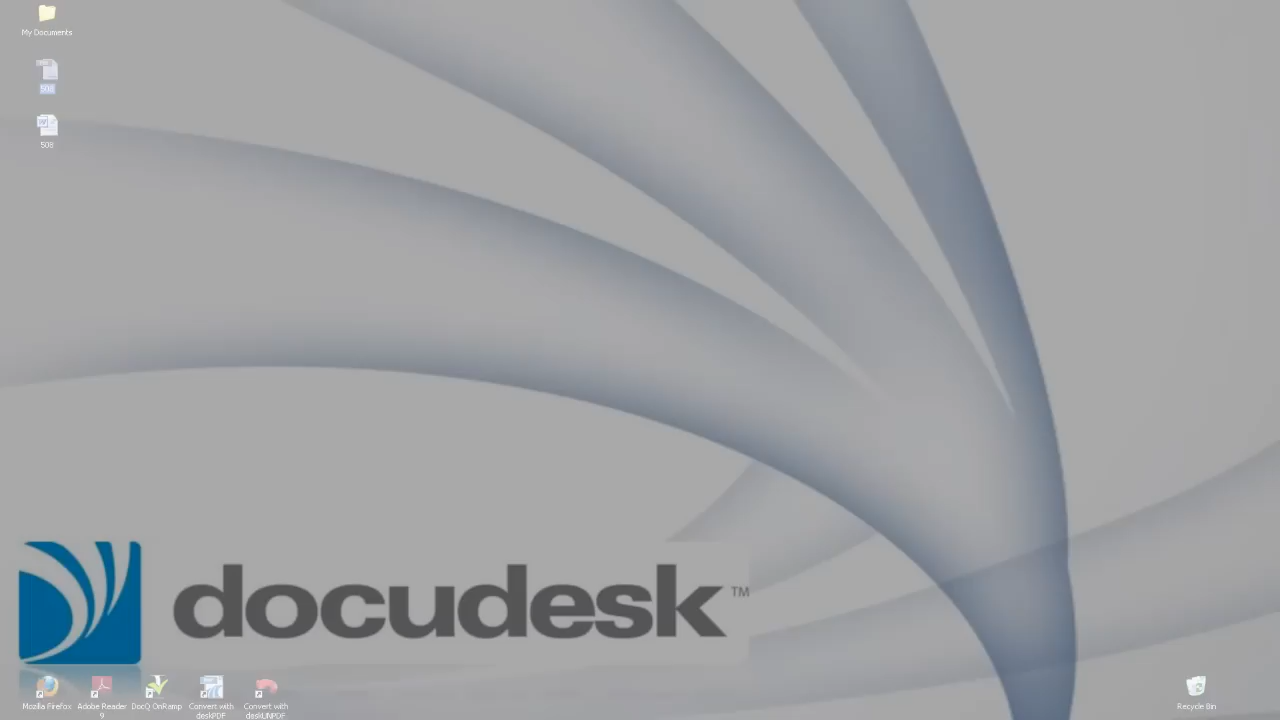 My Documents
508
508
docudesk™
Mozilla Firefox
Adobe Reader
9
DocQ OnRamp
Convert with
deskPDF
Convert with
deskUNPDF
Recycle Bin